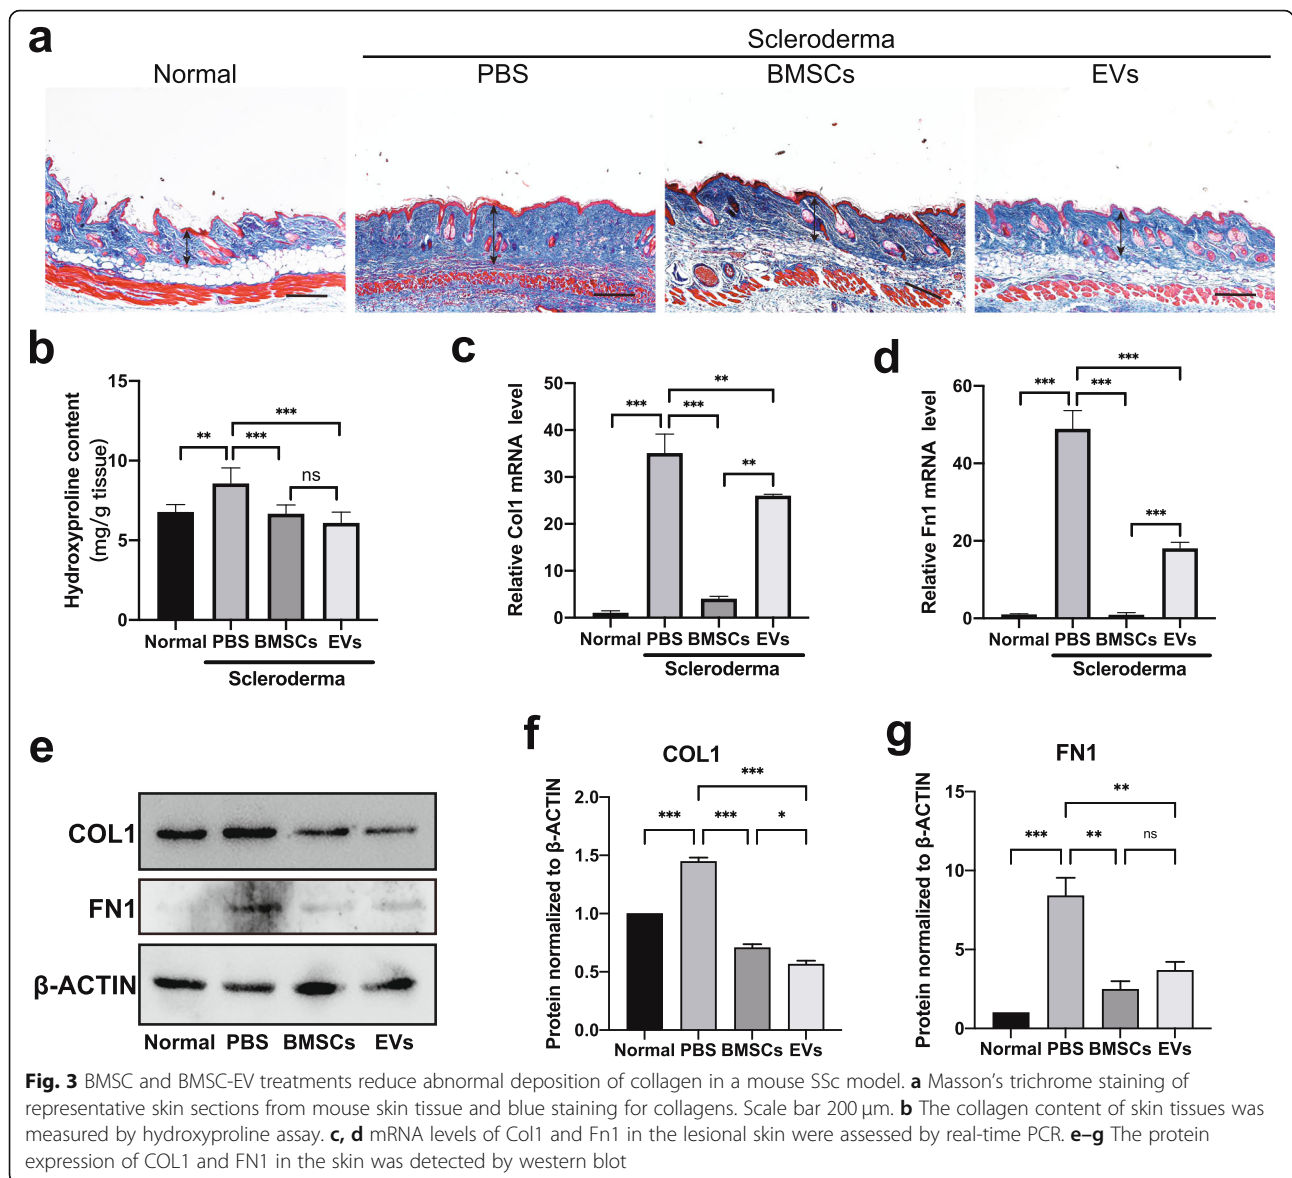 a
Scleroderma
Normal PBS BMSCs EVs
b
Hydroxyproline content
(mg/g tissue)
15
10
5
0
** *** *** ns
Normal PBS BMSCs EVs
Scleroderma
c
Relative Col1 mRNA level
50
40
30
20
10
0
*** *** ** **
Normal PBS BMSCs EVs
Scleroderma
d
Relative Fn1 mRNA level
60
40
20
0
*** *** *** ***
Normal PBS BMSCs EVs
Scleroderma
e
COL1
FN1
β-ACTIN
Normal PBS BMSCs EVs
f
COL1
Protein normalized to β-ACTIN
2.0
1.5
1.0
0.5
0.0
*** *** *** *
Normal PBS BMSCs EVs
g
FN1
Protein normalized to β-ACTIN
15
10
5
0
*** ** ** ns
Normal PBS BMSCs EVs
Fig. 3 BMSC and BMSC-EV treatments reduce abnormal deposition of collagen in a mouse SSc model. a Masson's trichrome staining of
representative skin sections from mouse skin tissue and blue staining for collagens. Scale bar 200 μm. b The collagen content of skin tissues was
measured by hydroxyproline assay. c, d mRNA levels of Col1 and Fn1 in the lesional skin were assessed by real-time PCR. e–g The protein
expression of COL1 and FN1 in the skin was detected by western blot